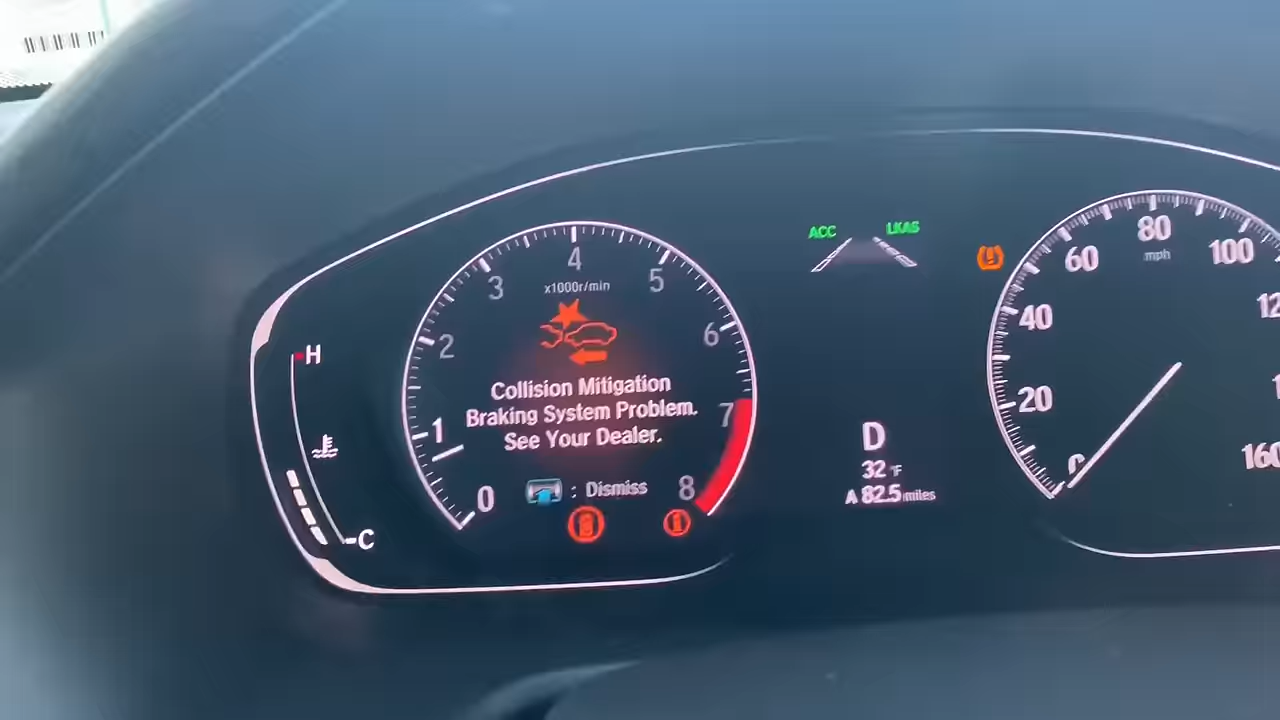 ACC
LKAS
0
1
2
3
4
5
6
7
8
x1000r/min
Collision Mitigation
Braking System Problem.
See Your Dealer.
: Dismiss
H
C
D
32 °F
A 82.5 miles
20
40
60
80
100
160
mph